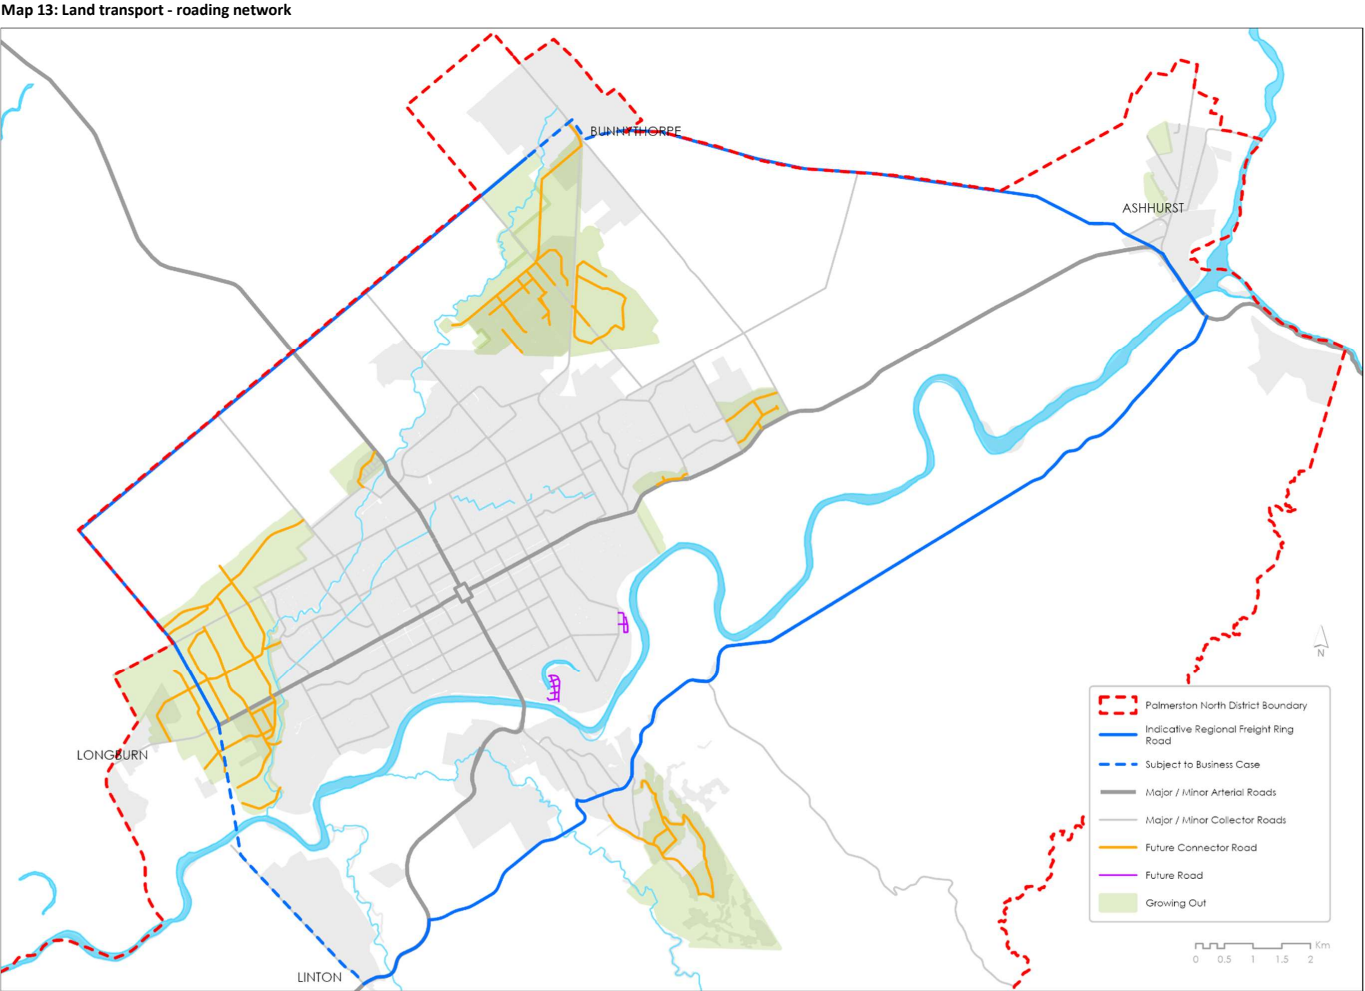 Map 13: Land transport - roading network
BUNNYTHORPE
ASHHURST
LONGBURN
LINTON
N
Palmerston North District Boundary
Indicative Regional Freight Ring
Road
Subject to Business Case
Major / Minor Arterial Roads
Major / Minor Collector Roads
Future Connector Road
Future Road
Growing Out
Km
0 0.5 1 1.5 2